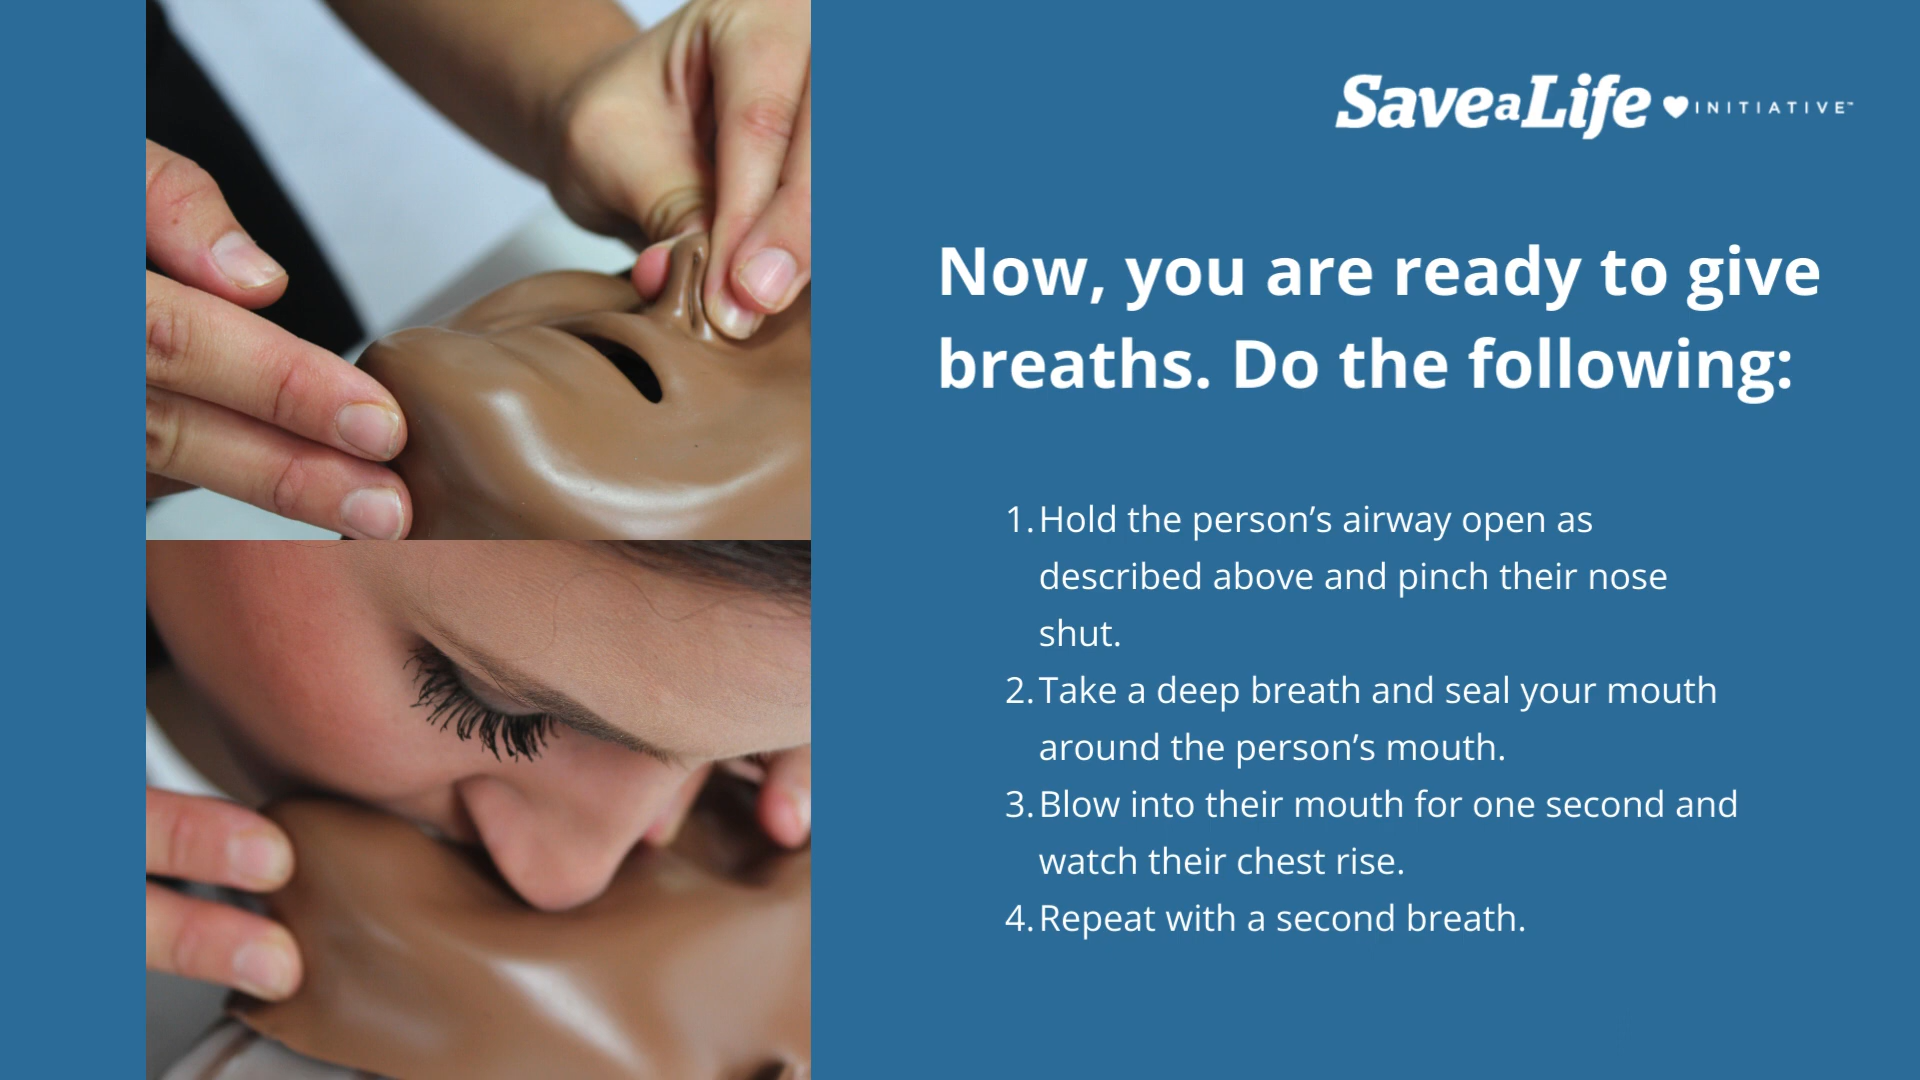 SaveaLife INITIATIVE™
Now, you are ready to give
breaths. Do the following:
1. Hold the person’s airway open as
described above and pinch their nose
shut.
2. Take a deep breath and seal your mouth
around the person’s mouth.
3. Blow into their mouth for one second and
watch their chest rise.
4. Repeat with a second breath.